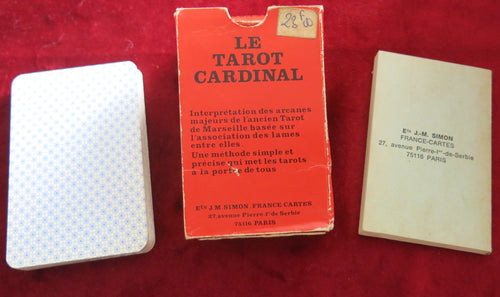 28f00
LE
TAROT
CARDINAL
Interprétation des arcanes
majeurs de l'ancien Tarot
de Marseille basée sur
l'association des lames
entre elles
Une méthode simple et
précise qui met les tarots
a la portée de tous
Ets J.M. SIMON . FRANCE CARTES
27, avenue Pierre 1er de Serbie
75116 PARIS
Ets J.-M. SIMON
FRANCE-CARTES
27, avenue Pierre-Ier-de-Serbie
75116 PARIS